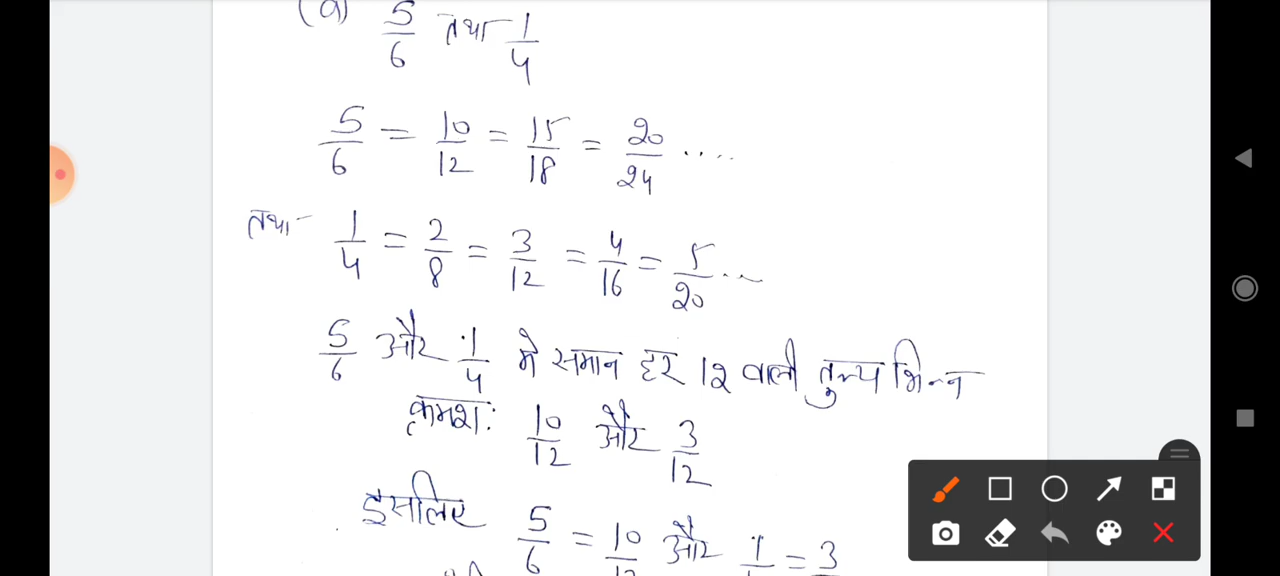 (a) 5/6 तथा 1/4
5/6 = 10/12 = 15/18 = 20/24 ....
तथा 1/4 = 2/8 = 3/12 = 4/16 = 5/20 ...
5/6 और 1/4 मे समान हर 12 वाली तुल्य भिन्न
क्रमशः 10/12 और 3/12
इसलिए 5/6 = 10/12 और 1/4 = 3/